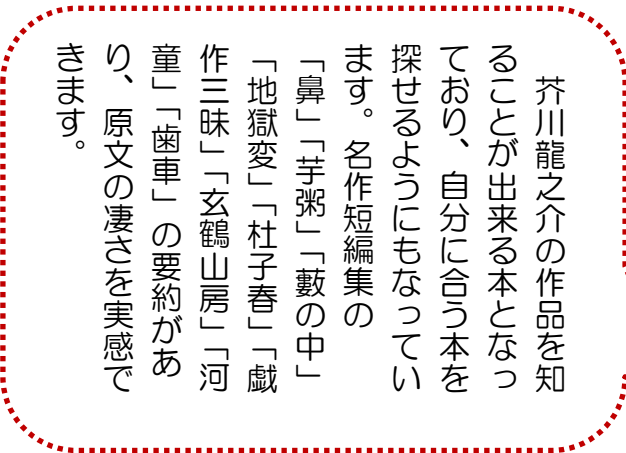 芥川龍之介の作品を知
ることが出来る本となっ
ており、自分に合う本を
探せるようにもなってい
ます。名作短編集の
「鼻」「芋粥」「藪の中」
「地獄変」「杜子春」「戯
作三昧」「玄鶴山房」「河
童」「歯車」の要約があ
り、原文の凄さを実感で
きます。